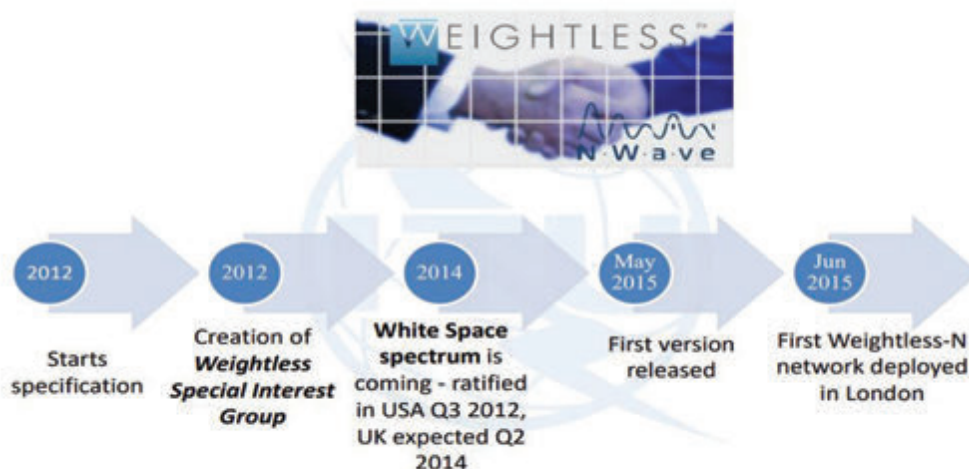 WEIGHTLESS™
N·W·a·v·e
ITU
2012
Starts
specification
2012
Creation of
Weightless
Special Interest
Group
2014
White Space
spectrum is
coming - ratified
in USA Q3 2012,
UK expected Q2
2014
May
2015
First version
released
Jun
2015
First Weightless-N
network deployed
in London